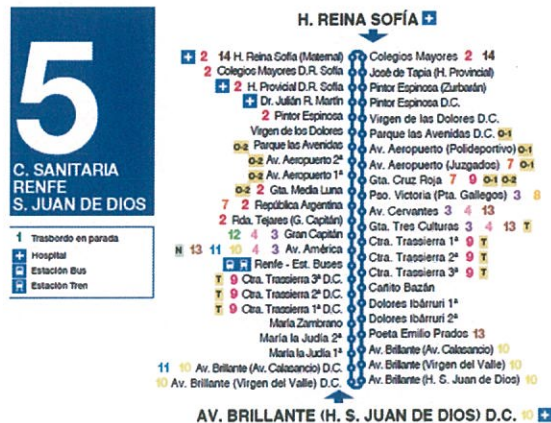 5
C. SANITARIA
RENFE
S. JUAN DE DIOS
1 Trasbordo en parada
Hospital
Estación Bus
Estación Tren
H. REINA SOFÍA
2 14 H. Reina Sofía (Maternal)
2 Colegios Mayores D.R. Sofía
2 H. Provicial D.R. Sofía
Dr. Julián R. Martín
2 Pintor Espinosa
Virgen de los Dolores
O-2 Parque las Avenidas
O-2 Av. Aeropuerto 2ª
O-2 Av. Aeropuerto 1ª
O-2 2 Gta. Media Luna
7 2 República Argentina
2 Rda. Tejares (G. Capitán)
12 4 3 Gran Capitán
N 13 11 10 4 3 Av. América
Renfe - Est. Buses
T 9 Ctra. Trassierra 3ª D.C.
T 9 Ctra. Trassierra 2ª D.C.
T 9 Ctra. Trassierra 1ª D.C.
María Zambrano
María la Judía 2ª
María la Judía 1ª
11 10 Av. Brillante (Av. Calasancio) D.C.
10 Av. Brillante (Virgen del Valle) D.C.
Colegios Mayores 2 14
José de Tapia (H. Provincial)
Pintor Espinosa (Zurbarán)
Pintor Espinosa D.C.
Virgen de las Dolores D.C.
Parque las Avenidas D.C. O-1
Av. Aeropuerto (Polideportivo) O-1
Av. Aeropuerto (Juzgados) 7 O-1
Gta. Cruz Roja 7 9 O-1 O-2
Pso. Victoria (Pta. Gallegos) 3 8
Av. Cervantes 3 4 13
Gta. Tres Culturas 3 4 13 T
Ctra. Trassierra 1ª 9 T
Ctra. Trassierra 2ª 9 T
Ctra. Trassierra 3ª 9 T
Cañito Bazán
Dolores Ibárruri 1ª
Dolores Ibárruri 2ª
Poeta Emilio Prados 13
Av. Brillante (Av. Calasancio) 10
Av. Brillante (Virgen del Valle) 10
Av. Brillante (H. S. Juan de Dios) 10
AV. BRILLANTE (H. S. JUAN DE DIOS) D.C. 10